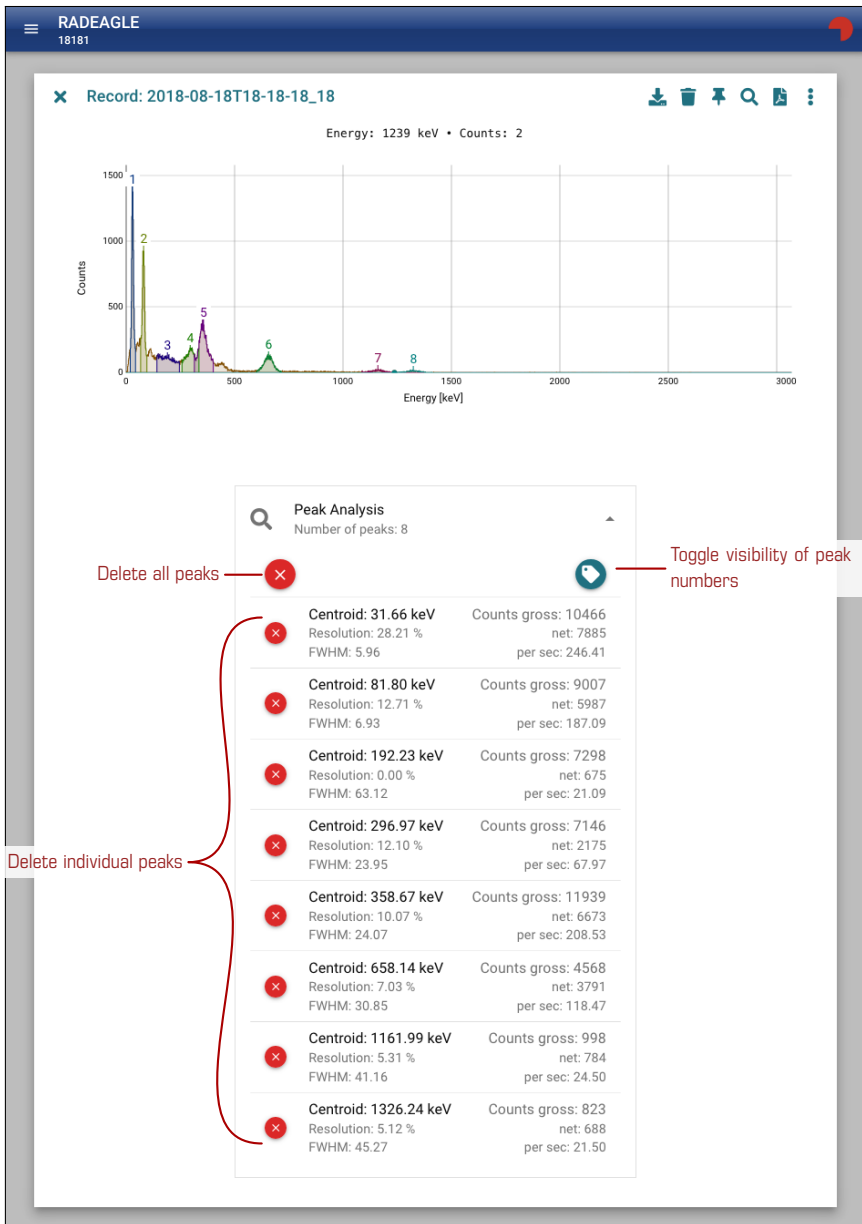 RADEAGLE
18181
Record: 2018-08-18T18-18-18_18
Energy: 1239 keV • Counts: 2
1500
1000
500
0
Counts
1
2
3
4
5
6
7
8
0
500
1000
1500
2000
2500
3000
Energy [keV]
Peak Analysis
Number of peaks: 8
Delete all peaks
Toggle visibility of peak
numbers
Centroid: 31.66 keV Counts gross: 10466
Resolution: 28.21 % net: 7885
FWHM: 5.96 per sec: 246.41
Centroid: 81.80 keV Counts gross: 9007
Resolution: 12.71 % net: 5987
FWHM: 6.93 per sec: 187.09
Centroid: 192.23 keV Counts gross: 7298
Resolution: 0.00 % net: 675
FWHM: 63.12 per sec: 21.09
Centroid: 296.97 keV Counts gross: 7146
Resolution: 12.10 % net: 2175
FWHM: 23.95 per sec: 67.97
Delete individual peaks
Centroid: 358.67 keV Counts gross: 11939
Resolution: 10.07 % net: 6673
FWHM: 24.07 per sec: 208.53
Centroid: 658.14 keV Counts gross: 4568
Resolution: 7.03 % net: 3791
FWHM: 30.85 per sec: 118.47
Centroid: 1161.99 keV Counts gross: 998
Resolution: 5.31 % net: 784
FWHM: 41.16 per sec: 24.50
Centroid: 1326.24 keV Counts gross: 823
Resolution: 5.12 % net: 688
FWHM: 45.27 per sec: 21.50